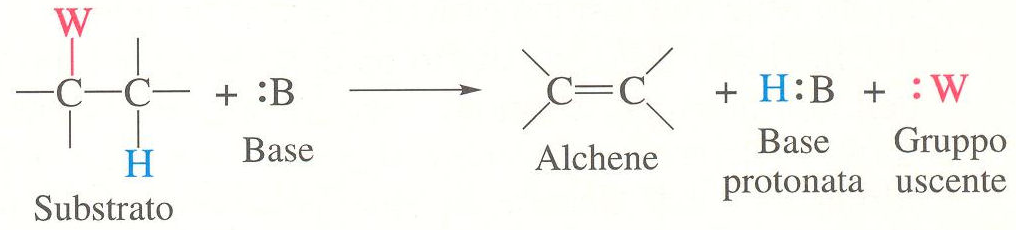 W
—C—C— + :B ⟶ C=C + H:B + :W
H
Base
Alchene
Base protonata
Gruppo uscente
Substrato